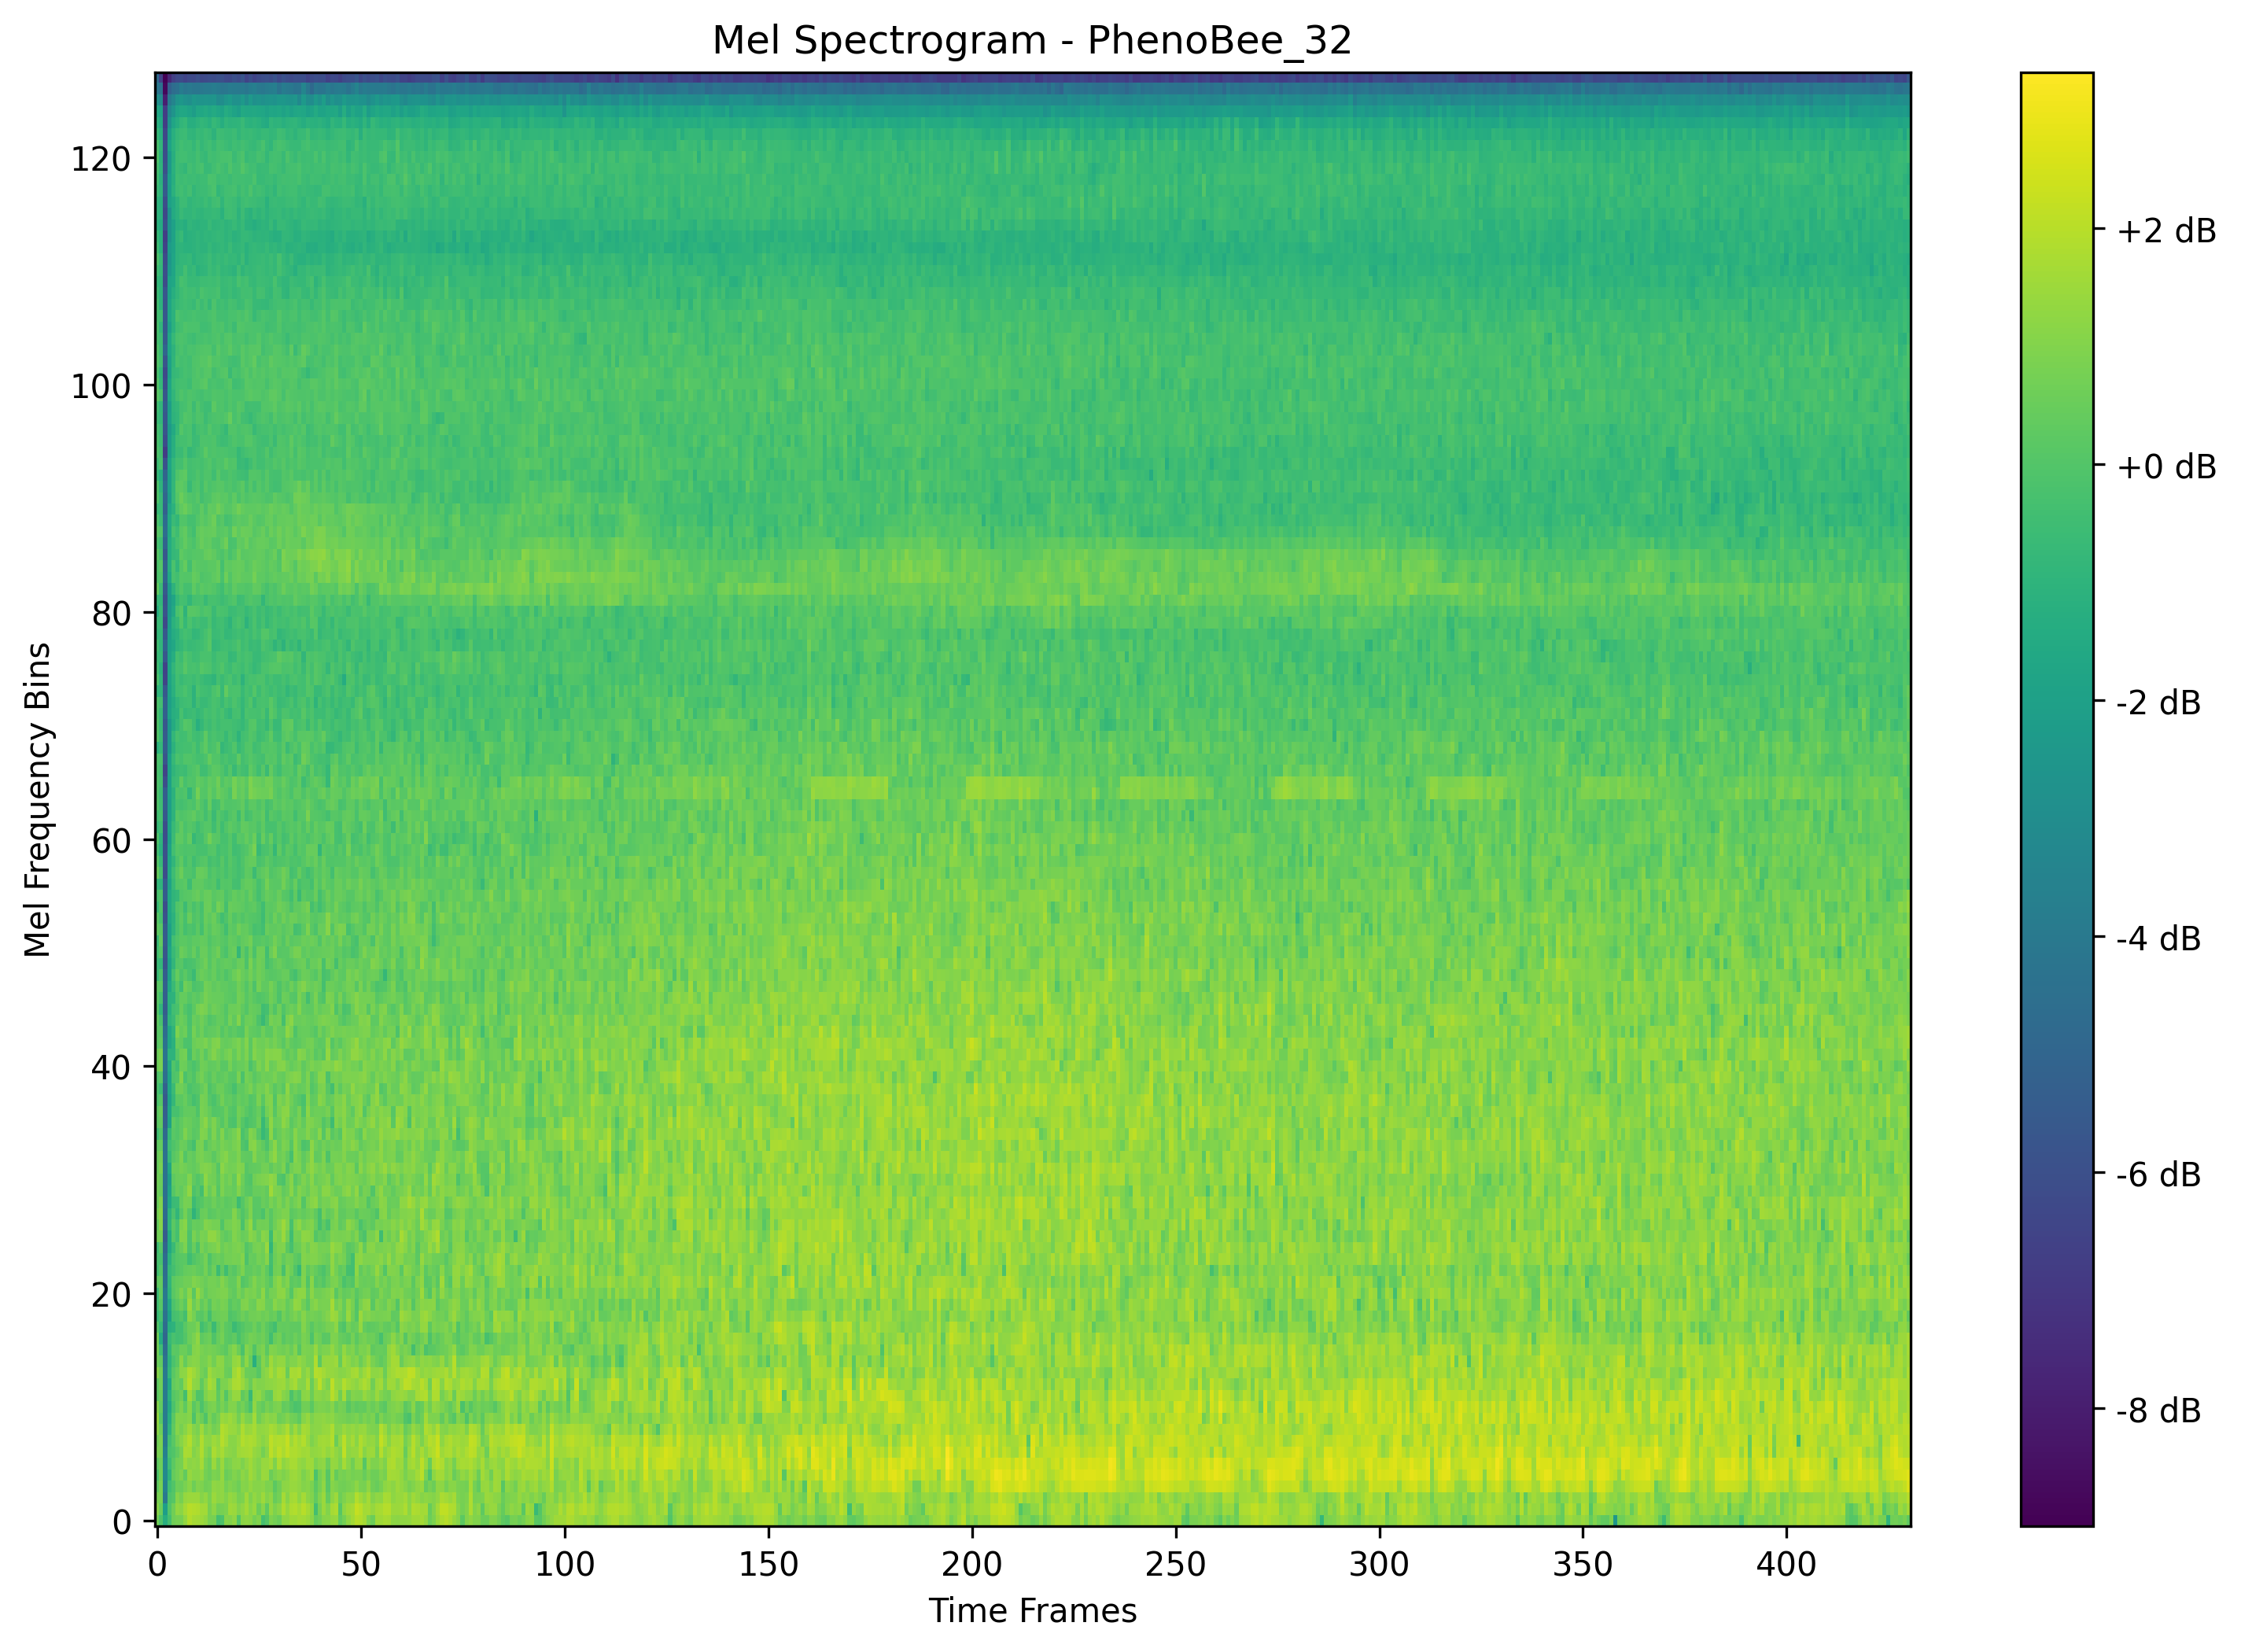 Mel Spectrogram - PhenoBee_32
Mel Frequency Bins
120
100
80
60
40
20
0
0 50 100 150 200 250 300 350 400
Time Frames
+2 dB
+0 dB
-2 dB
-4 dB
-6 dB
-8 dB